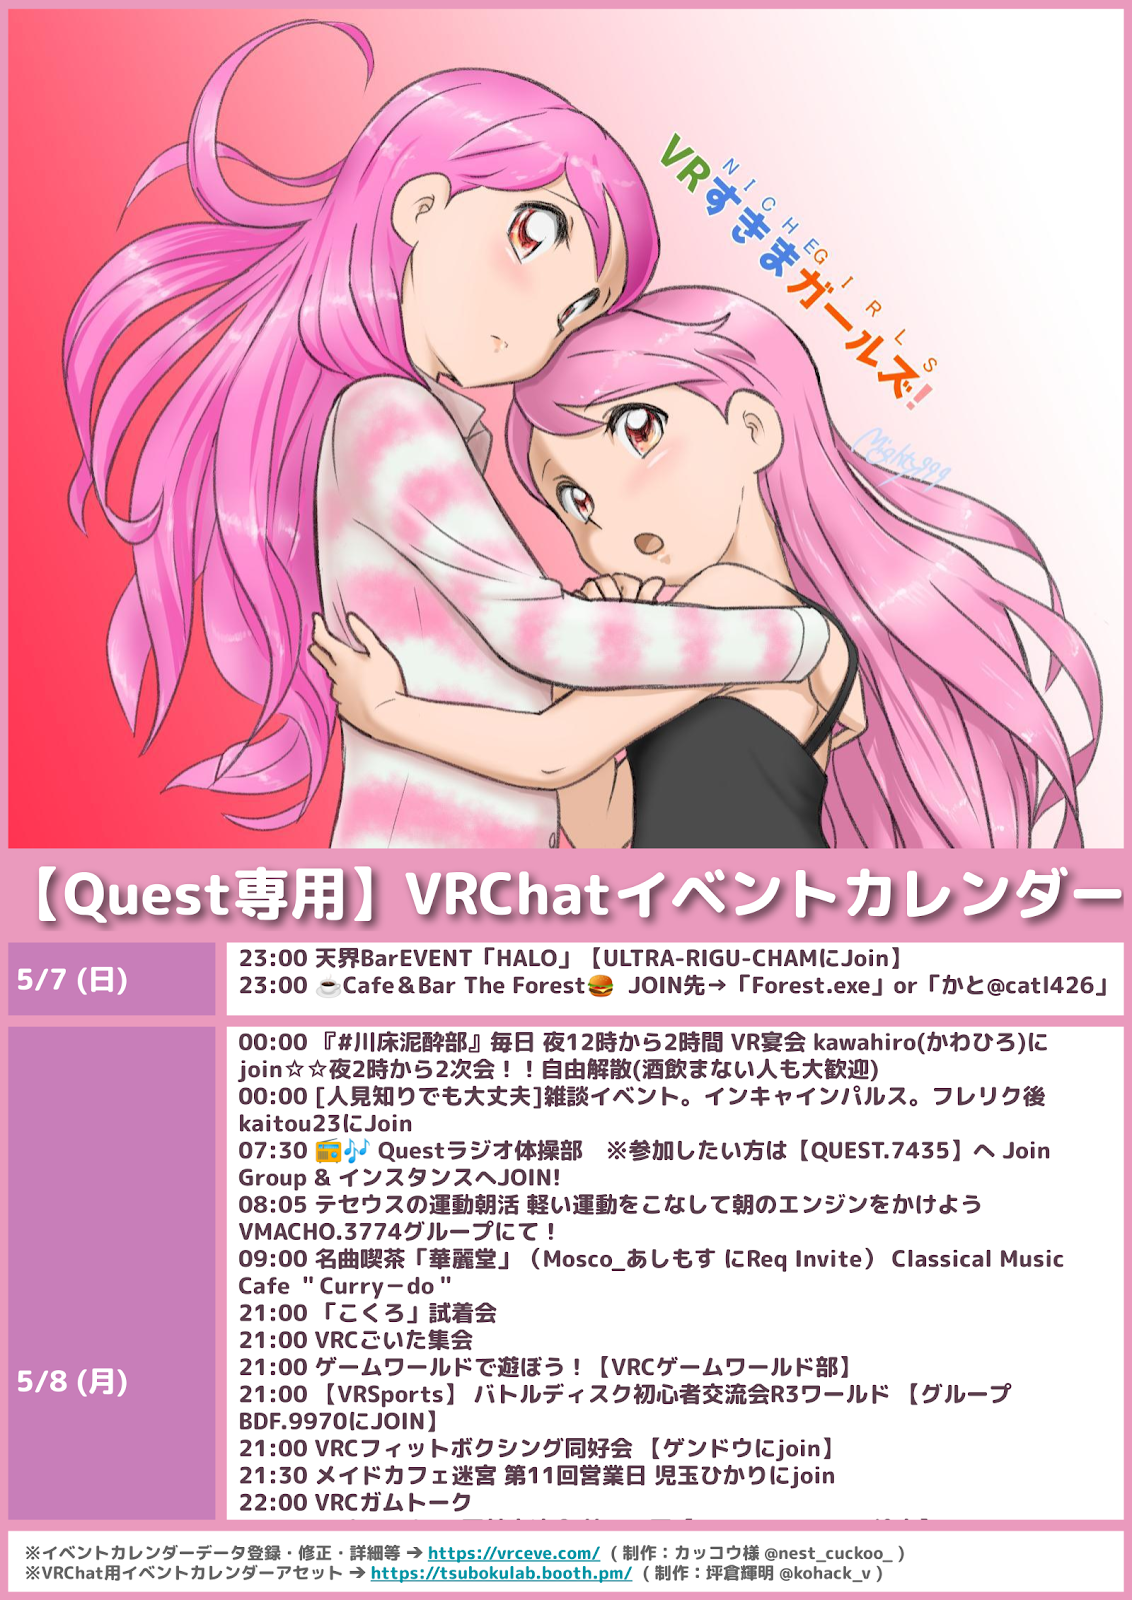 VRすきまガールズ!
NICHE GIRLS
Mighty999
【Quest専用】VRChatイベントカレンダー
5/7 (日)
23:00 天界BarEVENT「HALO」【ULTRA-RIGU-CHAMにJoin】
23:00 ☕Cafe＆Bar The Forest🍔 JOIN先→「Forest.exe」or「かと@catl426」
5/8 (月)
00:00 『#川床泥酔部』毎日 夜12時から2時間 VR宴会 kawahiro(かわひろ)に
join☆☆夜2時から2次会！！自由解散(酒飲まない人も大歓迎)
00:00 [人見知りでも大丈夫]雑談イベント。インキャインパルス。フレリク後
kaitou23にJoin
07:30 📻🎶 Questラジオ体操部　※参加したい方は【QUEST.7435】へ Join
Group & インスタンスへJOIN!
08:05 テセウスの運動朝活 軽い運動をこなして朝のエンジンをかけよう
VMACHO.3774グループにて！
09:00 名曲喫茶「華麗堂」（Mosco_あしもす にReq Invite） Classical Music
Cafe ＂Curry－do＂
21:00 「こくろ」試着会
21:00 VRCごいた集会
21:00 ゲームワールドで遊ぼう！【VRCゲームワールド部】
21:00 【VRSports】 バトルディスク初心者交流会R3ワールド 【グループ
BDF.9970にJOIN】
21:00 VRCフィットボクシング同好会 【ゲンドウにjoin】
21:30 メイドカフェ迷宮 第11回営業日 児玉ひかりにjoin
22:00 VRCガムトーク
※イベントカレンダーデータ登録・修正・詳細等 ➔ https://vrceve.com/ ( 制作：カッコウ様 @nest_cuckoo_ )
※VRChat用イベントカレンダーアセット ➔ https://tsubokulab.booth.pm/ ( 制作：坪倉輝明 @kohack_v )